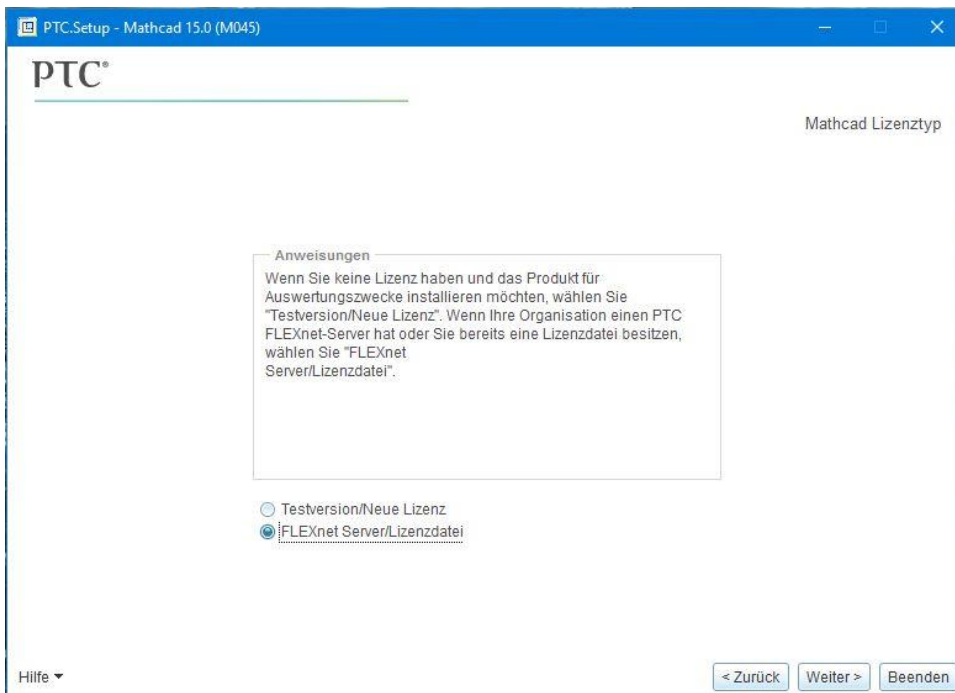 PTC.Setup - Mathcad 15.0 (M045)
PTC®
Mathcad Lizenztyp
Anweisungen
Wenn Sie keine Lizenz haben und das Produkt für
Auswertungszwecke installieren möchten, wählen Sie
"Testversion/Neue Lizenz". Wenn Ihre Organisation einen PTC
FLEXnet-Server hat oder Sie bereits eine Lizenzdatei besitzen,
wählen Sie "FLEXnet
Server/Lizenzdatei".
Testversion/Neue Lizenz
FLEXnet Server/Lizenzdatei
Hilfe
< Zurück
Weiter >
Beenden